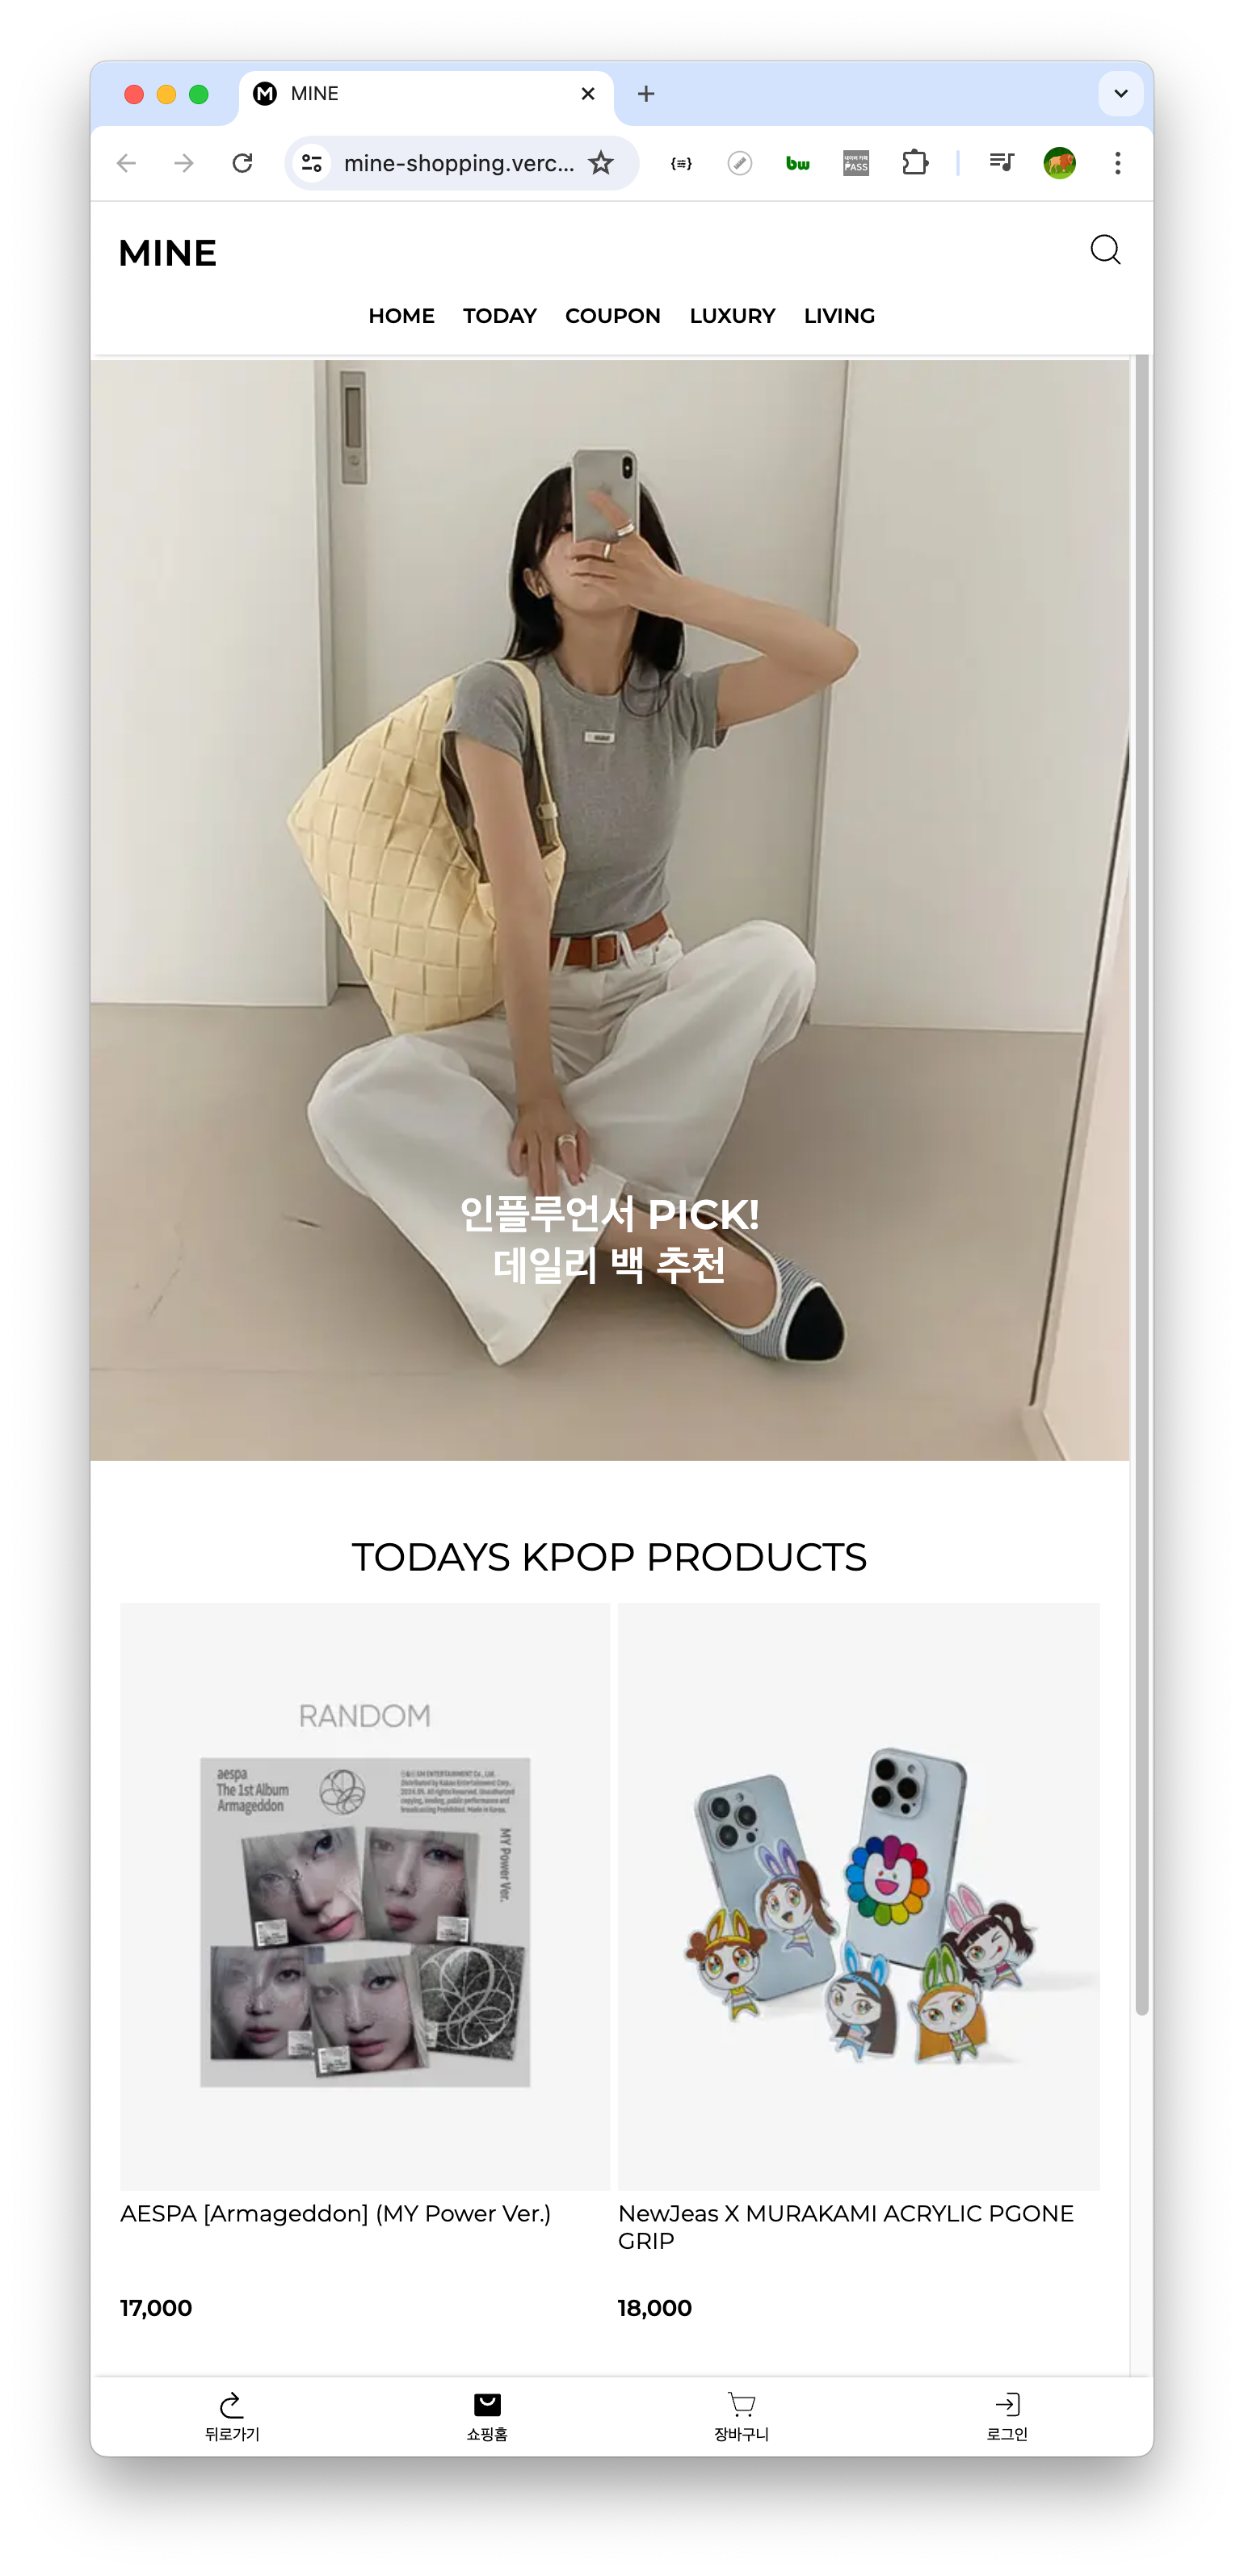 MINE
mine-shopping.verc...
bw
PASS
MINE
HOME TODAY COUPON LUXURY LIVING
인플루언서 PICK!
데일리 백 추천
TODAYS KPOP PRODUCTS
RANDOM
aespa
The 1st Album
Armageddon
MY Power Ver.
AESPA [Armageddon] (MY Power Ver.)
17,000
NewJeas X MURAKAMI ACRYLIC PGONE
GRIP
18,000
뒤로가기 쇼핑홈 장바구니 로그인